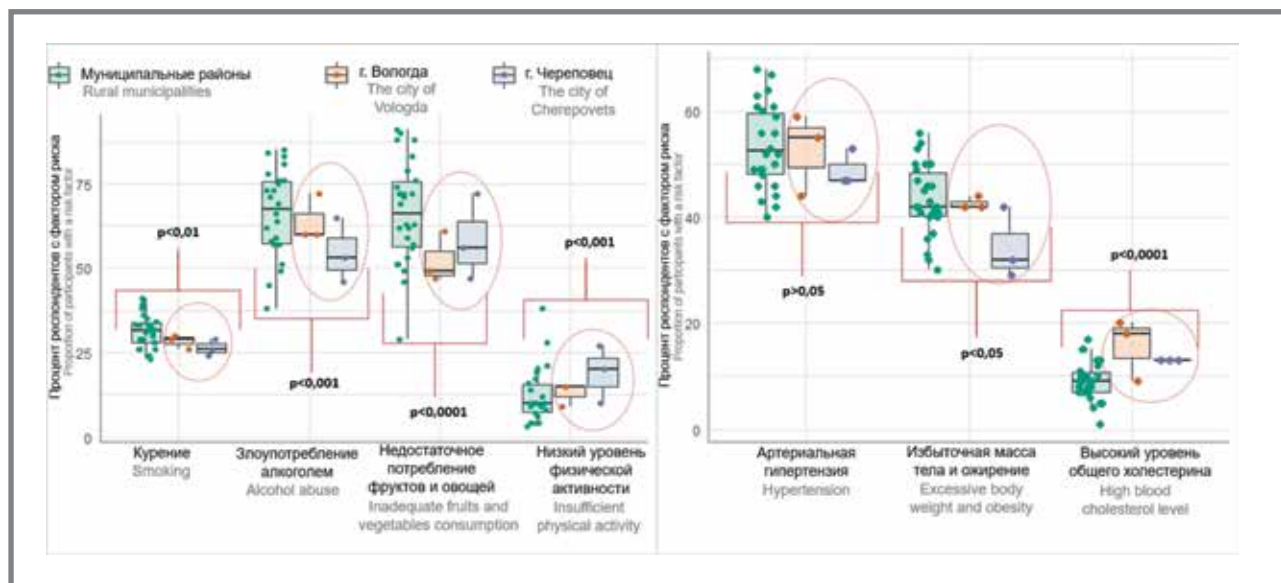 Муниципальные районы
Rural municipalities
г. Вологда
The city of
Vologda
г. Череповец
The city of
Cherepovets
Процент респондентов с фактором риска
Proportion of participants with a risk factor
75
50
25
0
p<0,01
p<0,001
p<0,0001
p<0,001
Курение
Smoking
Злоупотребление
алкоголем
Alcohol abuse
Недостаточное
потребление
фруктов и овощей
Inadequate fruits and
vegetables consumption
Низкий уровень
физической
активности
Insufficient
physical activity
Процент респондентов с фактором риска
Proportion of participants with a risk factor
60
40
20
0
p>0,05
p<0,05
p<0,0001
Артериальная
гипертензия
Hypertension
Избыточная масса
тела и ожирение
Excessive body
weight and obesity
Высокий уровень
общего холестерина
High blood
cholesterol level